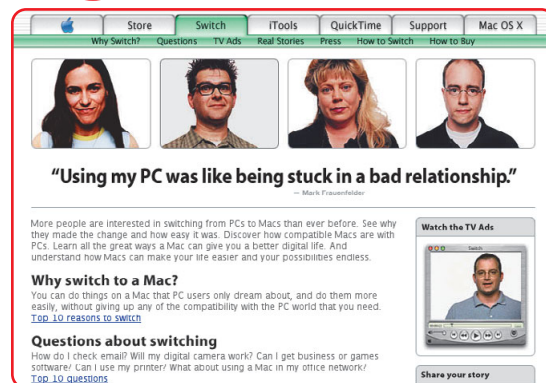 Store Switch iTools QuickTime Support Mac OS X
Why Switch? Questions TV Ads Real Stories Press How to Switch How to Buy
“Using my PC was like being stuck in a bad relationship.”
— Mark Frauenfelder
More people are interested in switching from PCs to Macs than ever before. See why
they made the change and how easy it was. Discover how compatible Macs are with
PCs. Learn all the great ways a Mac can give you a better digital life. And
understand how Macs can make your life easier and your possibilities endless.
Why switch to a Mac?
You can do things on a Mac that PC users only dream about, and do them more
easily, without giving up any of the compatibility with the PC world that you need.
Top 10 reasons to switch
Questions about switching
How do I check email? Will my digital camera work? Can I get business or games
software? Can I use my printer? What about using a Mac in my office network?
Top 10 questions
Watch the TV Ads
Switch
Share your story